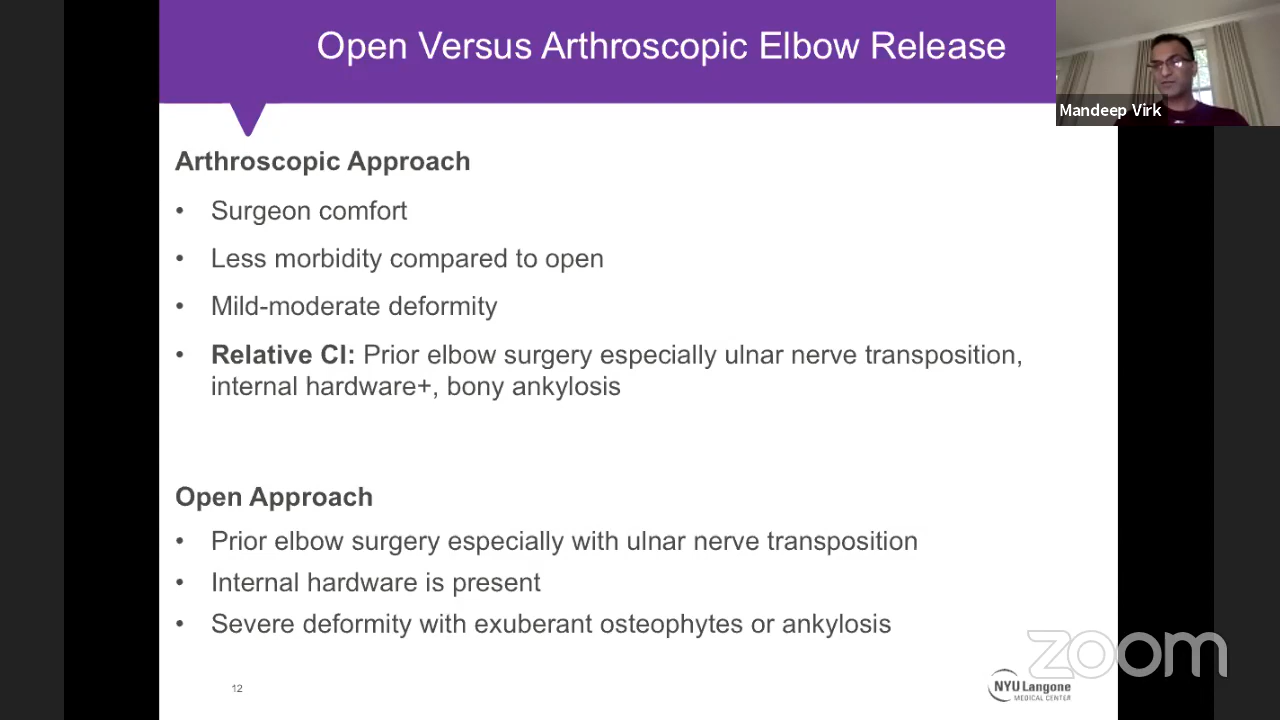 Open Versus Arthroscopic Elbow Release
Mandeep Virk
Arthroscopic Approach
• Surgeon comfort
• Less morbidity compared to open
• Mild-moderate deformity
• Relative CI: Prior elbow surgery especially ulnar nerve transposition,
internal hardware+, bony ankylosis
Open Approach
• Prior elbow surgery especially with ulnar nerve transposition
• Internal hardware is present
• Severe deformity with exuberant osteophytes or ankylosis
zoom
12
NYU Langone
MEDICAL CENTER